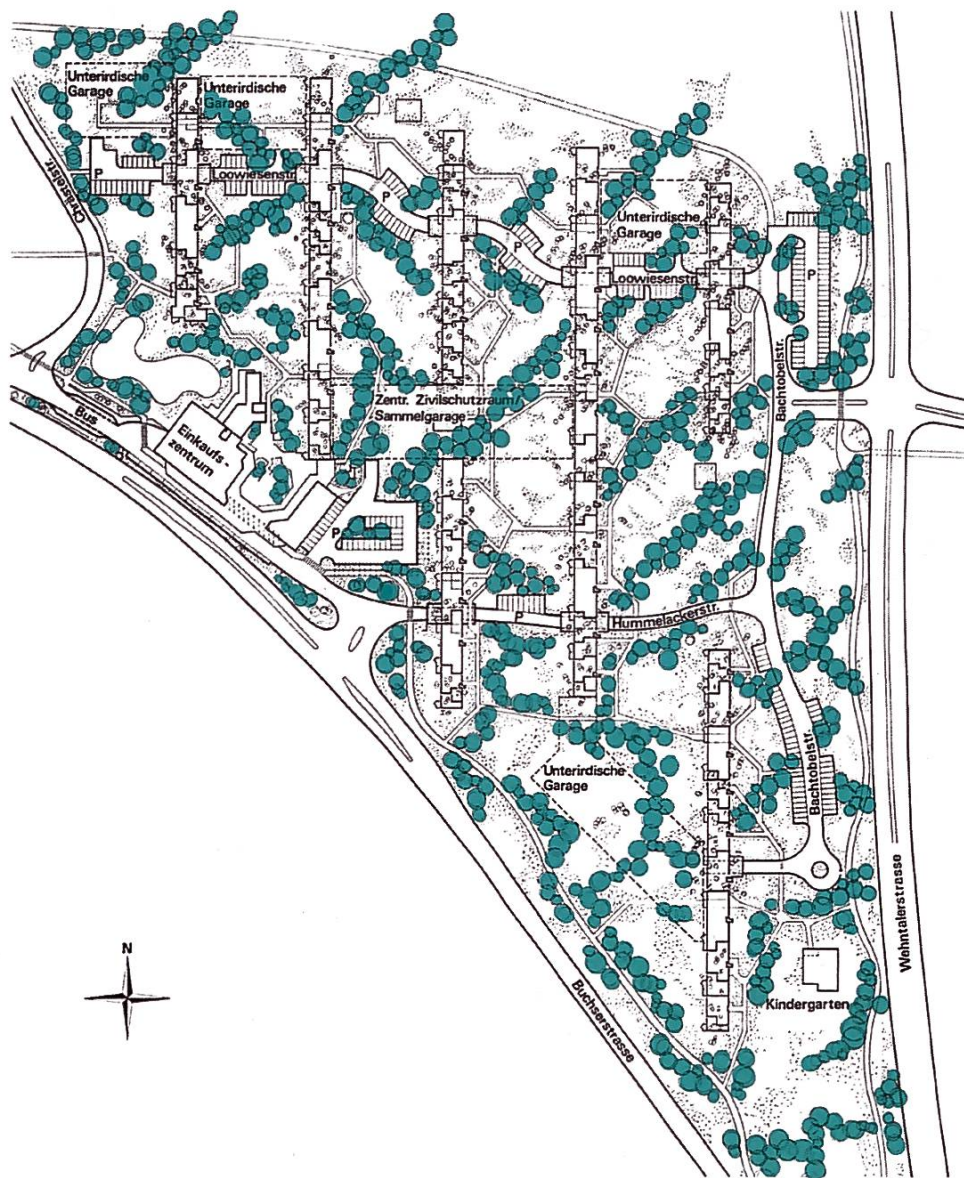 Unterirdische
Garage
Unterirdische
Garage
Chrästelstr.
P
Loowiesenstr.
P
P
P
Unterirdische
Garage
Loowiesenstr.
P
Bachtobelstr.
Zentr. Zivilschutzraum/
Sammelgarage
Bus
Einkaufs-
zentrum
P
P
Hummelackerstr.
Unterirdische
Garage
Bachtobelstr.
Wehntalerstrasse
N
Buchserstrasse
Kindergarten